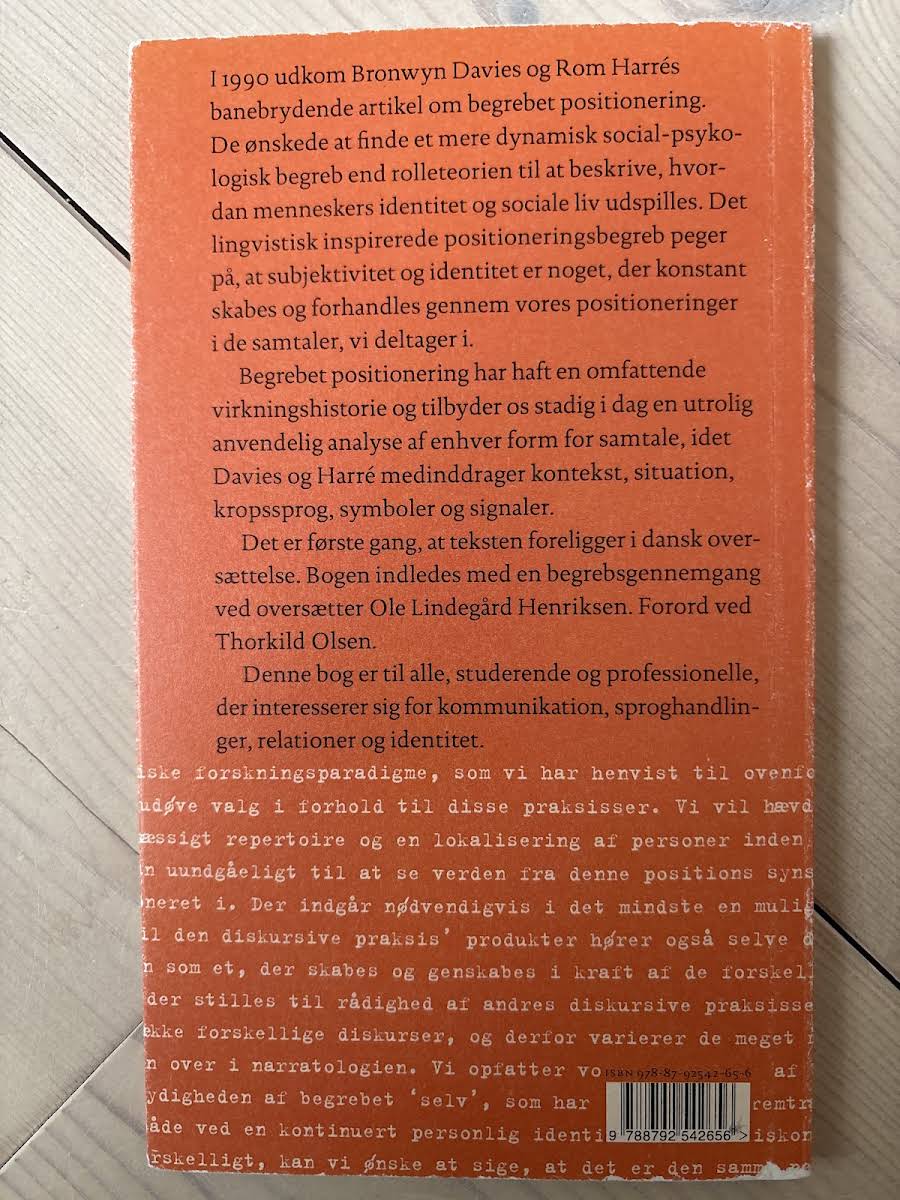 I 1990 udkom Bronwyn Davies og Rom Harrés
banebrydende artikel om begrebet positionering.
De ønskede at finde et mere dynamisk social-psyko-
logisk begreb end rolleteorien til at beskrive, hvor-
dan menneskers identitet og sociale liv udspilles. Det
lingvistisk inspirerede positioneringsbegreb peger
på, at subjektivitet og identitet er noget, der konstant
skabes og forhandles gennem vores positioneringer
i de samtaler, vi deltager i.
Begrebet positionering har haft en omfattende
virkningshistorie og tilbyder os stadig i dag en utrolig
anvendelig analyse af enhver form for samtale, idet
Davies og Harré medinddrager kontekst, situation,
kropssprog, symboler og signaler.
Det er første gang, at teksten foreligger i dansk over-
sættelse. Bogen indledes med en begrebsgennemgang
ved oversætter Ole Lindegård Henriksen. Forord ved
Thorkild Olsen.
Denne bog er til alle, studerende og professionelle,
der interesserer sig for kommunikation, sproghandlin-
ger, relationer og identitet.
iske forskningsparadigme, som vi har henvist til ovenfo
udøve valg i forhold til disse praksisser. Vi vil hævd
æssigt repertoire og en lokalisering af personer inden
n uundgåeligt til at se verden fra denne positions syns
oneret i. Der indgår nødvendigvis i det mindste en mulig
il den diskursive praksis' produkter hører også selve d
n som et, der skabes og genskabes i kraft af de forskel
der stilles til rådighed af andres diskursive praksisse
ække forskellige diskurser, og derfor varierer de meget
n over i narratologien. Vi opfatter vo ISBN 978-87-92542-65-6 af
ydigheden af begrebet 'selv', som har remtr
åde ved en kontinuert personlig identi 9 788792 542656 > iskon
rskelligt, kan vi ønske at sige, at det er den samm